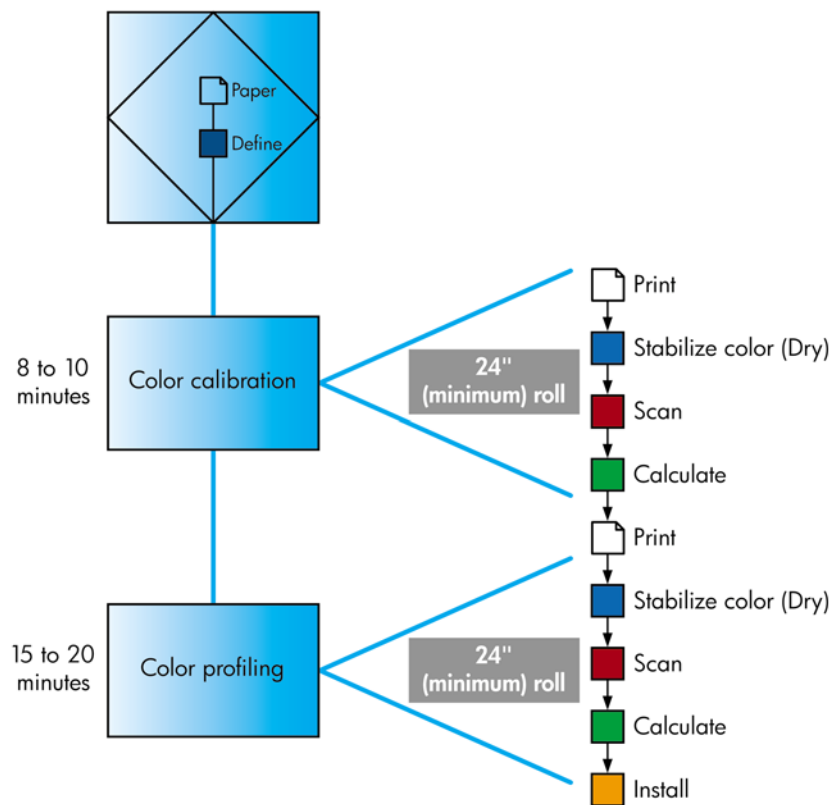 Paper
Define
8 to 10
minutes
Color calibration
24"
(minimum) roll
Print
Stabilize color (Dry)
Scan
Calculate
15 to 20
minutes
Color profiling
24"
(minimum) roll
Print
Stabilize color (Dry)
Scan
Calculate
Install